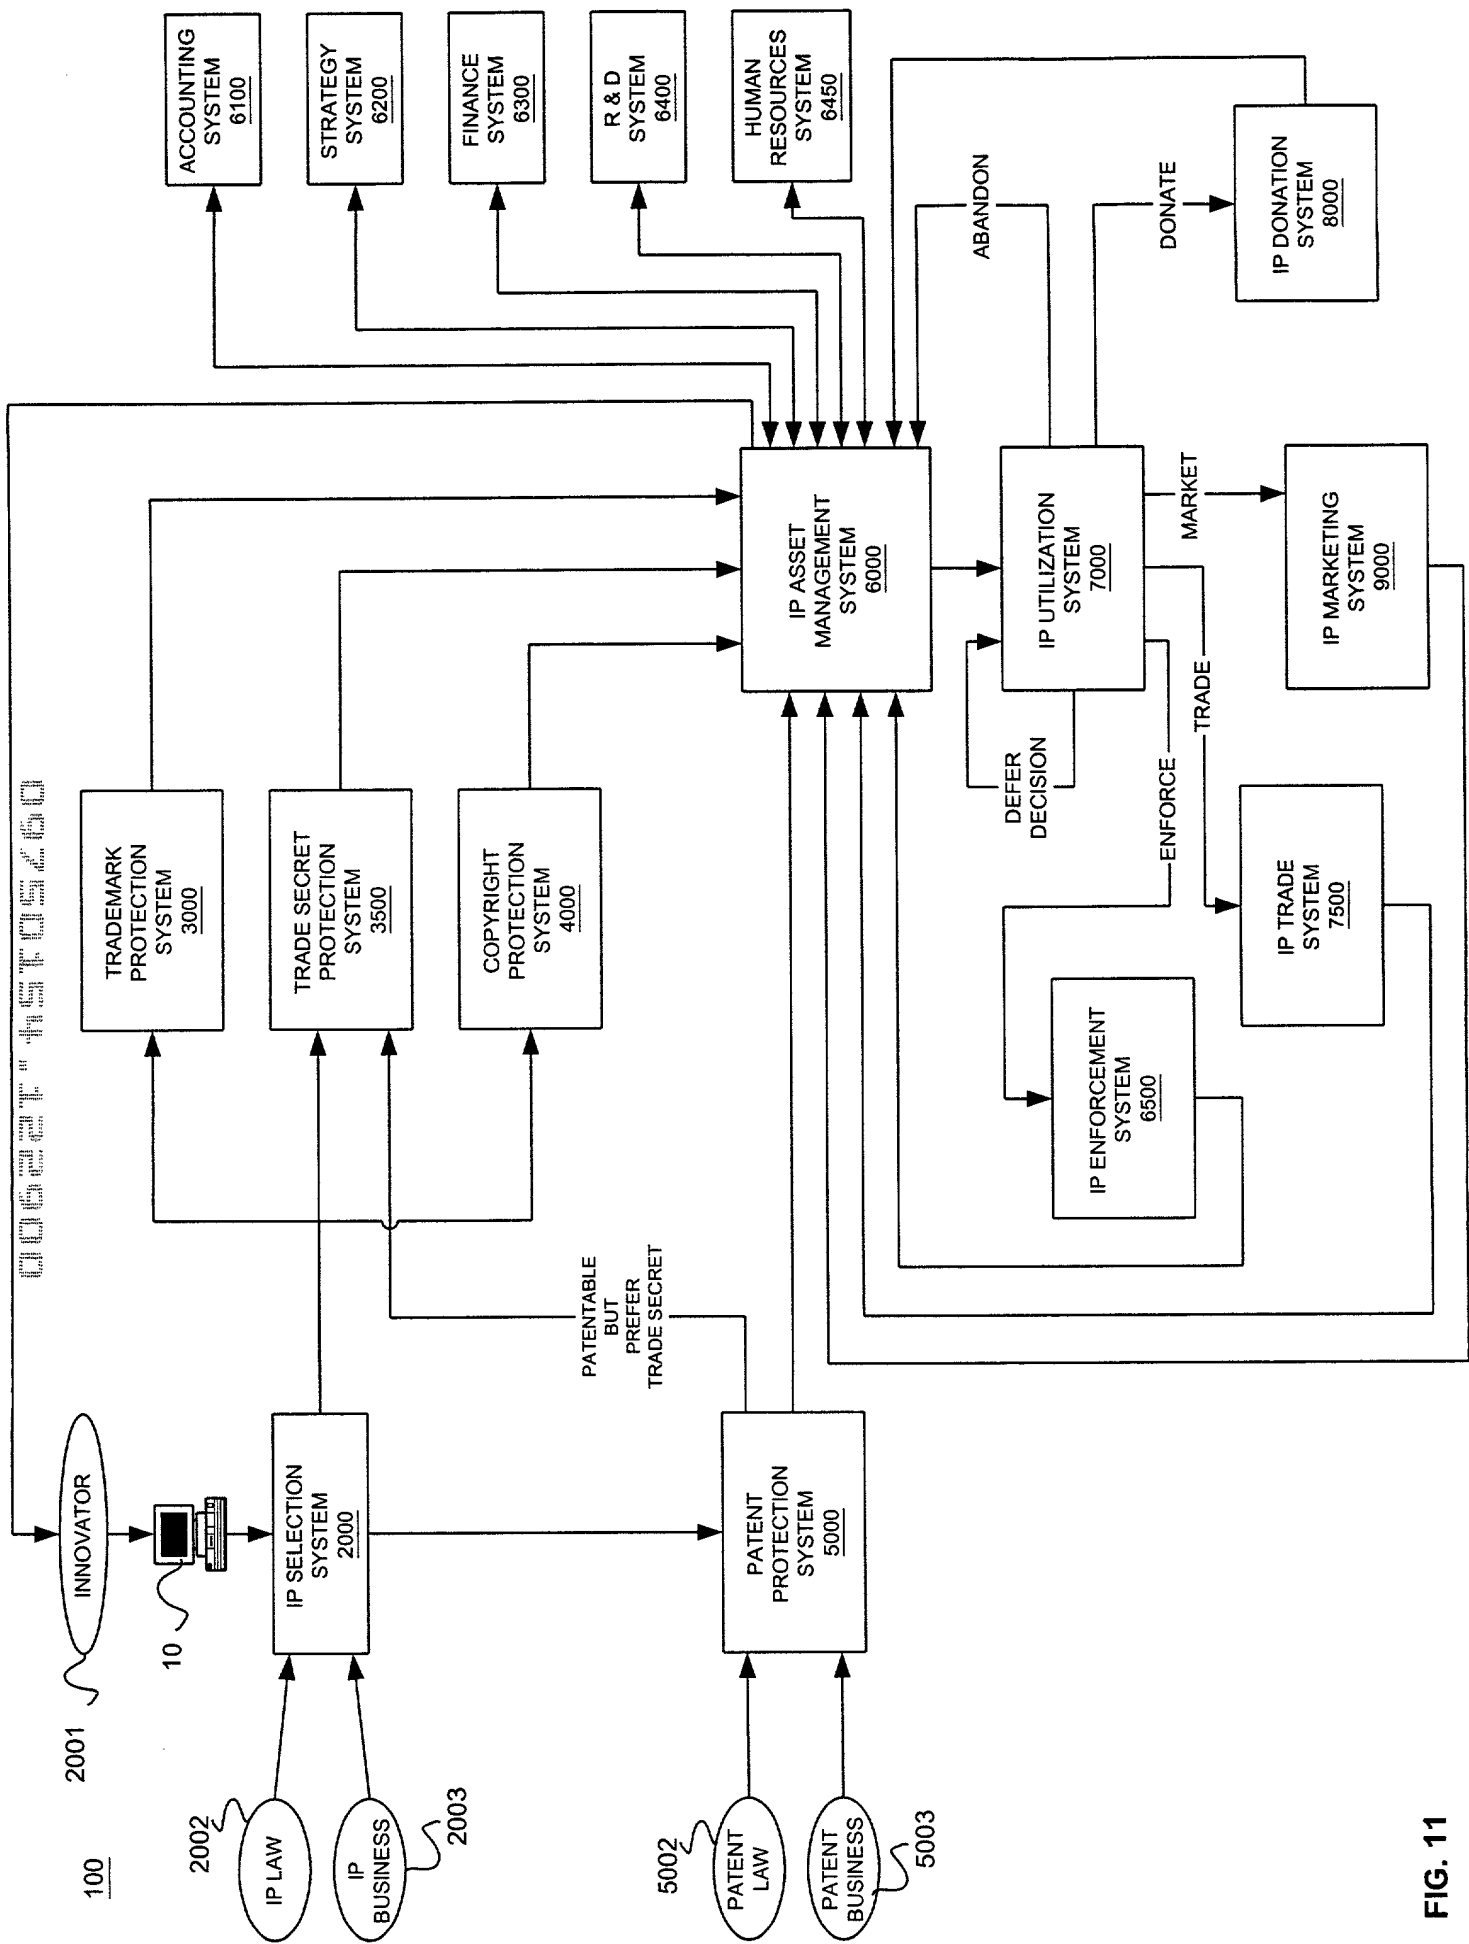 100
2001
INNOVATOR
10
2002
IP LAW
IP
BUSINESS
2003
IP SELECTION
SYSTEM
2000
5002
PATENT
LAW
PATENT
BUSINESS
5003
PATENT
PROTECTION
SYSTEM
5000
PATENTABLE
BUT
PREFER
TRADE SECRET
TRADEMARK
PROTECTION
SYSTEM
3000
TRADE SECRET
PROTECTION
SYSTEM
3500
COPYRIGHT
PROTECTION
SYSTEM
4000
IP ASSET
MANAGEMENT
SYSTEM
6000
ACCOUNTING
SYSTEM
6100
STRATEGY
SYSTEM
6200
FINANCE
SYSTEM
6300
R & D
SYSTEM
6400
HUMAN
RESOURCES
SYSTEM
6450
IP UTILIZATION
SYSTEM
7000
DEFER
DECISION
ENFORCE
TRADE
MARKET
ABANDON
DONATE
IP ENFORCEMENT
SYSTEM
6500
IP TRADE
SYSTEM
7500
IP MARKETING
SYSTEM
9000
IP DONATION
SYSTEM
8000
FIG. 11